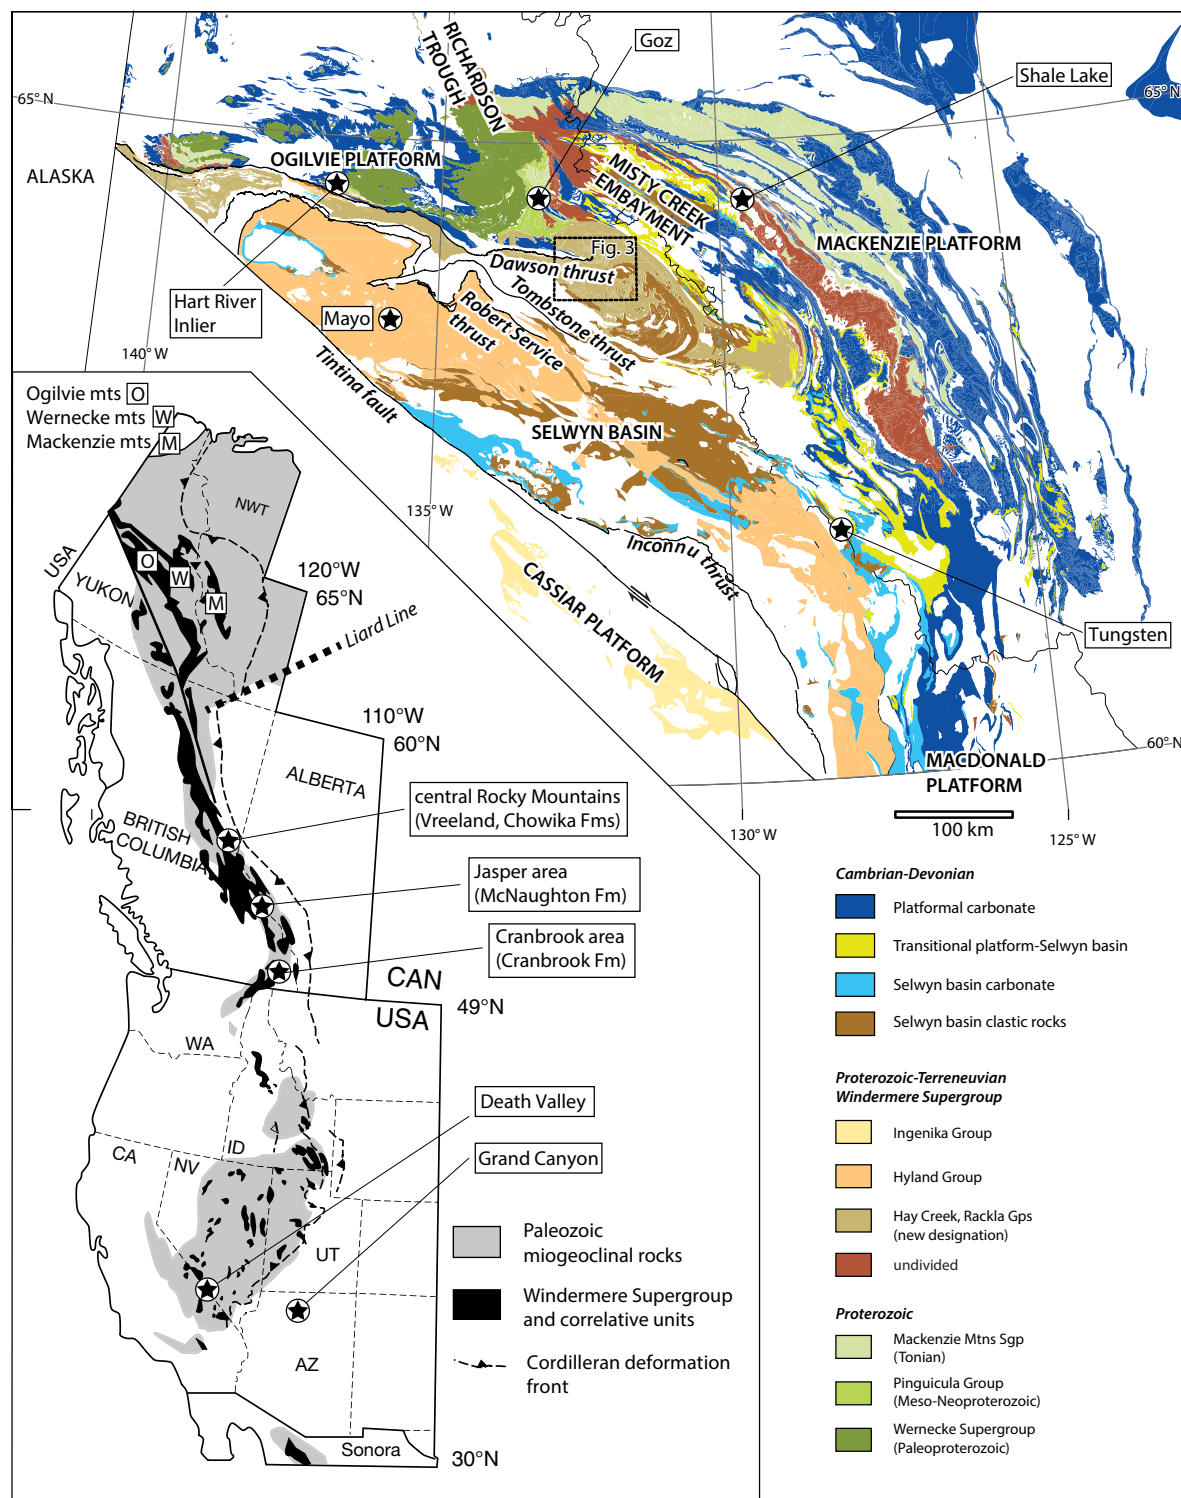 RICHARDSON
TROUGH
Goz
Shale Lake
65° N
65° N
ALASKA
OGILVIE PLATFORM
MISTY CREEK
EMBAYMENT
MACKENZIE PLATFORM
Fig. 3
Dawson thrust
Tombstone thrust
Hart River
Inlier
Mayo
Robert Service
thrust
140° W
Tintina fault
SELWYN BASIN
135° W
Inconnu thrust
CASSIAR PLATFORM
Tungsten
60° N
MACDONALD
PLATFORM
130° W
100 km
125° W
Ogilvie mts O
Wernecke mts W
Mackenzie mts M
NWT
USA
O
W
M
YUKON
120°W
65°N
Liard Line
110°W
60°N
ALBERTA
BRITISH
COLUMBIA
central Rocky Mountains
(Vreeland, Chowika Fms)
Jasper area
(McNaughton Fm)
Cranbrook area
(Cranbrook Fm)
CAN
USA
49°N
WA
Death Valley
Grand Canyon
CA
NV
ID
UT
AZ
Sonora
30°N
Paleozoic
miogeoclinal rocks
Windermere Supergroup
and correlative units
Cordilleran deformation
front
Cambrian-Devonian
Platformal carbonate
Transitional platform-Selwyn basin
Selwyn basin carbonate
Selwyn basin clastic rocks
Proterozoic-Terreneuvian
Windermere Supergroup
Ingenika Group
Hyland Group
Hay Creek, Rackla Gps
(new designation)
undivided
Proterozoic
Mackenzie Mtns Sgp
(Tonian)
Pinguicula Group
(Meso-Neoproterozoic)
Wernecke Supergroup
(Paleoproterozoic)